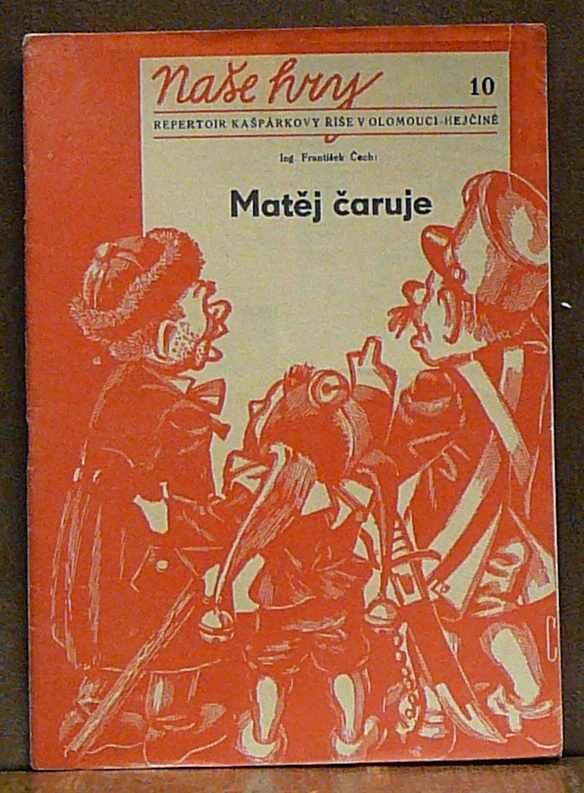 Naše hry
10
REPERTOIR KAŠPÁRKOVY ŘÍŠE V OLOMOUCI-HEJČÍNĚ
Ing. František Čech:
Matěj čaruje